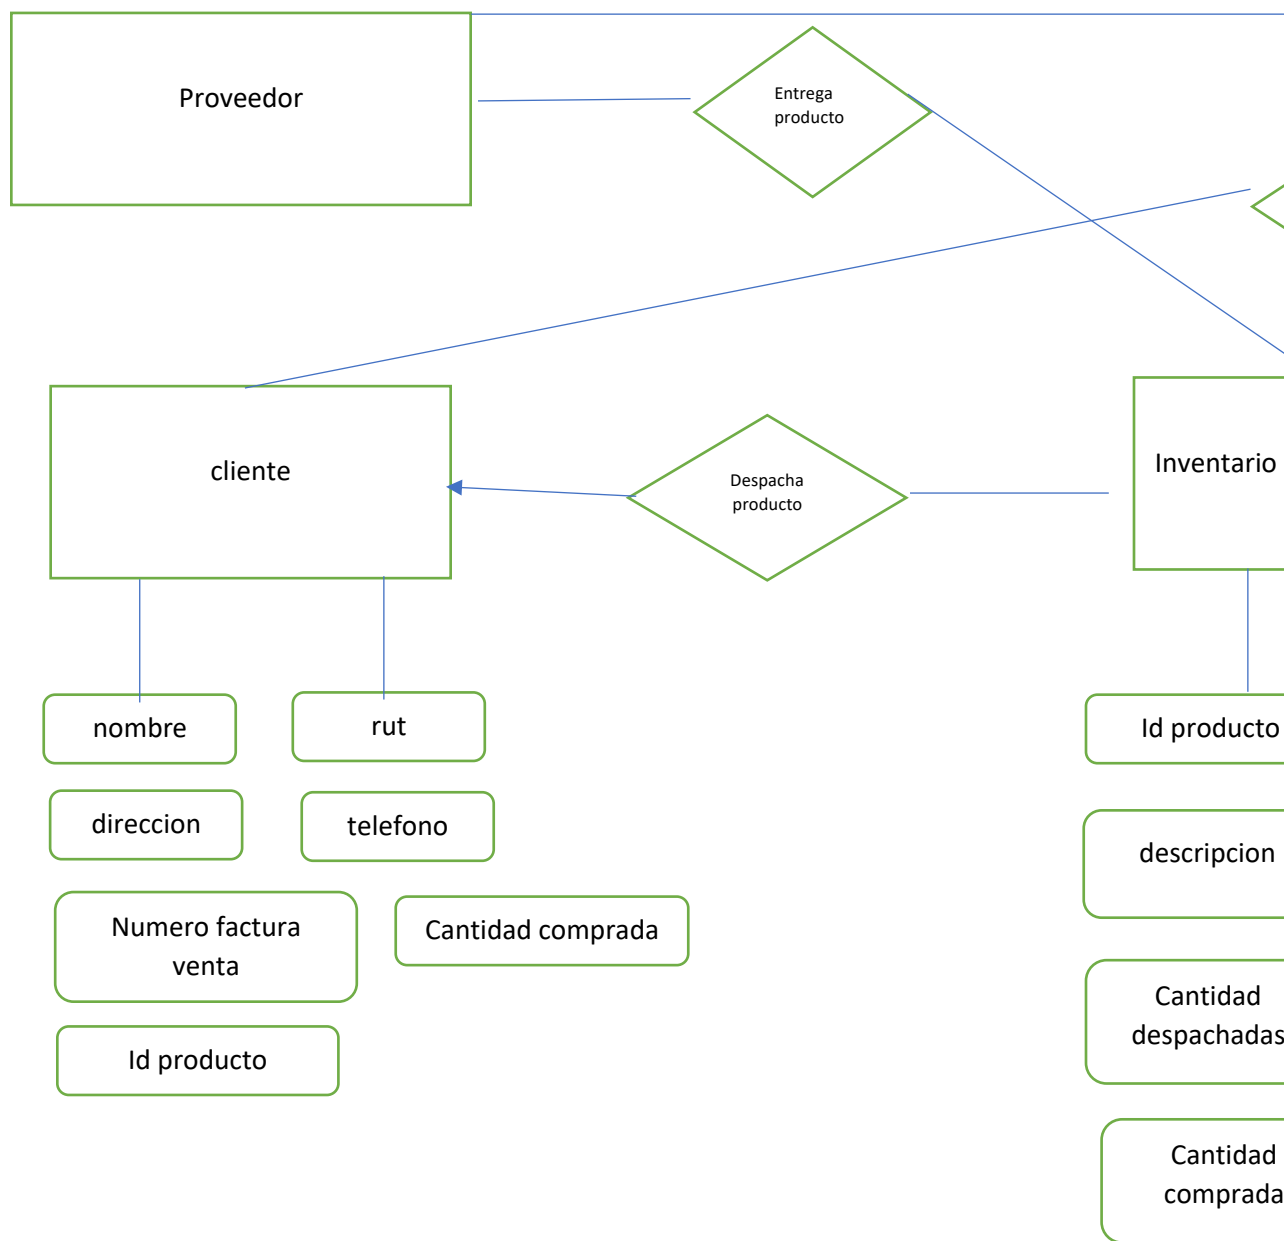 Proveedor
Entrega
producto
cliente
Despacha
producto
Inventario
nombre
rut
Id producto
direccion
telefono
descripcion
Numero factura
venta
Cantidad comprada
Cantidad
despachadas
Id producto
Cantidad
comprada